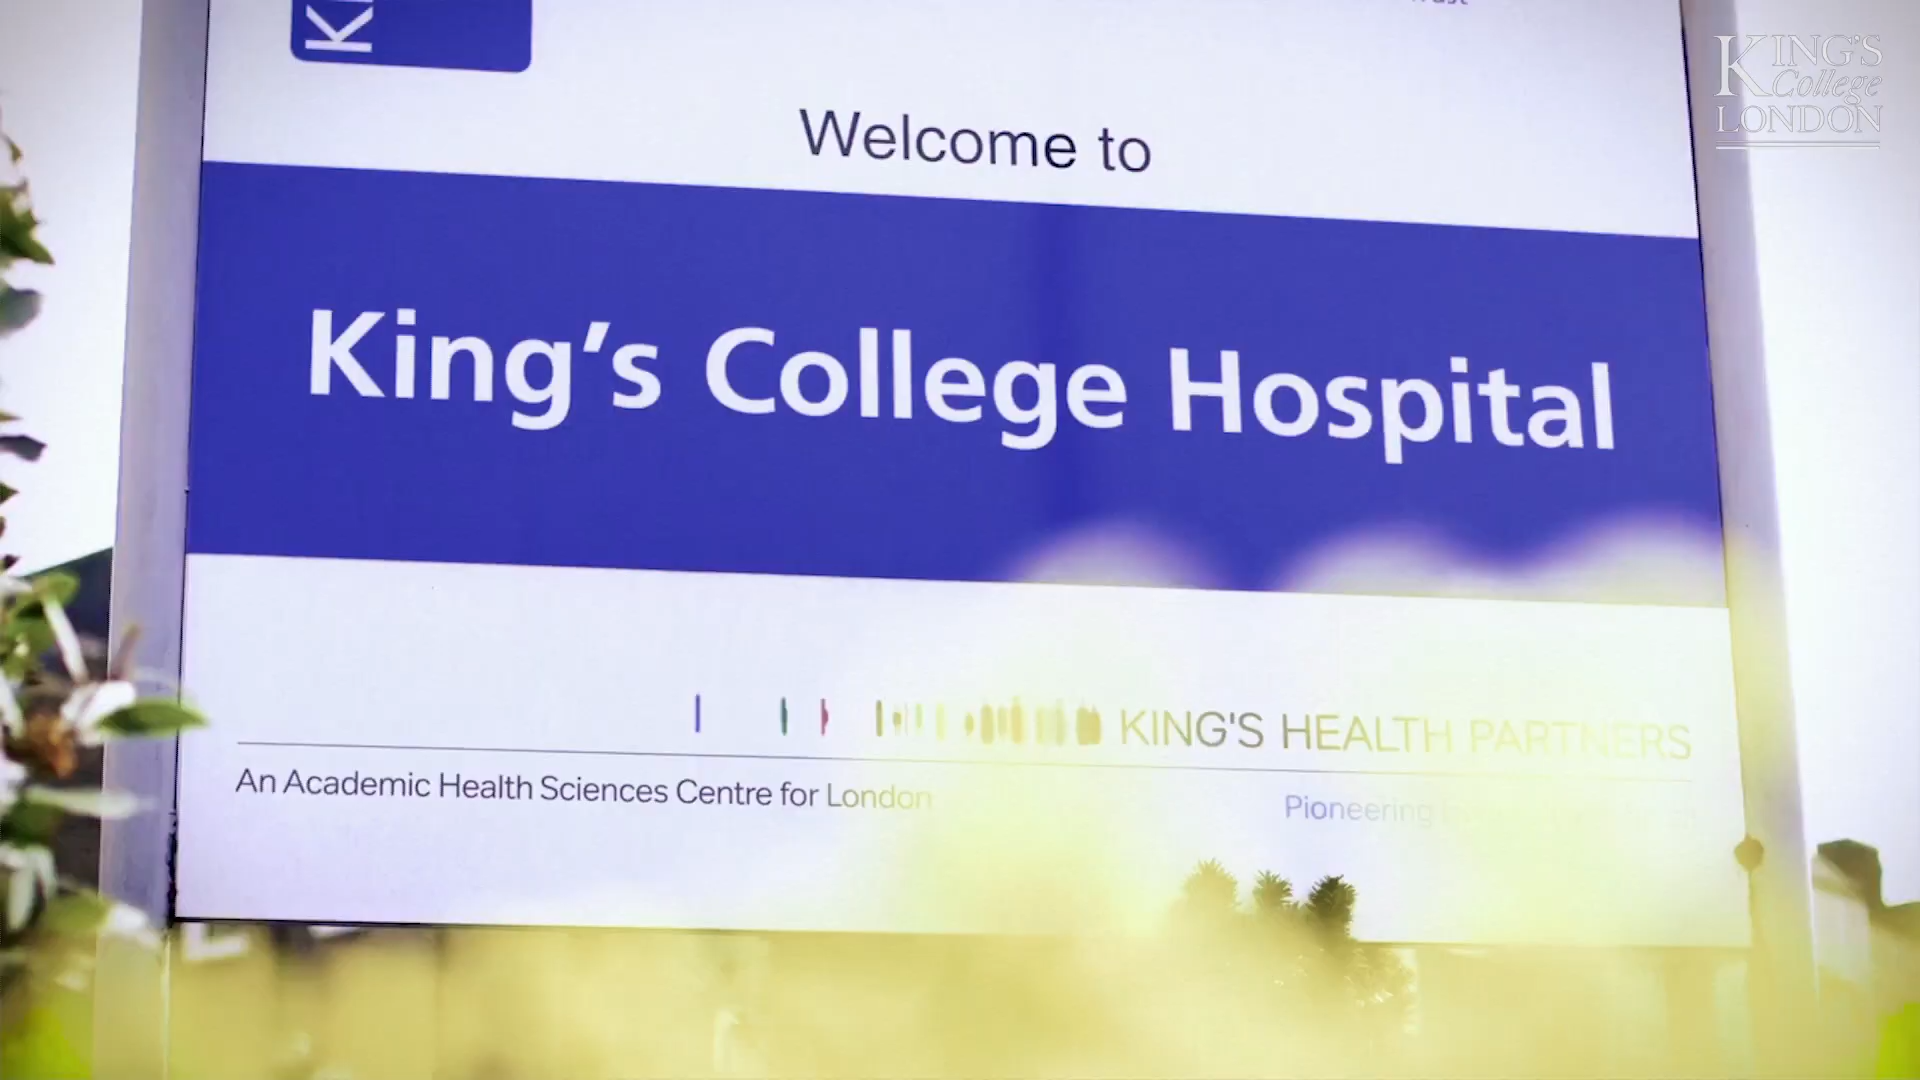 KING'S
College
LONDON
Welcome to
King’s College Hospital
KING'S HEALTH PARTNERS
An Academic Health Sciences Centre for London
Pioneering